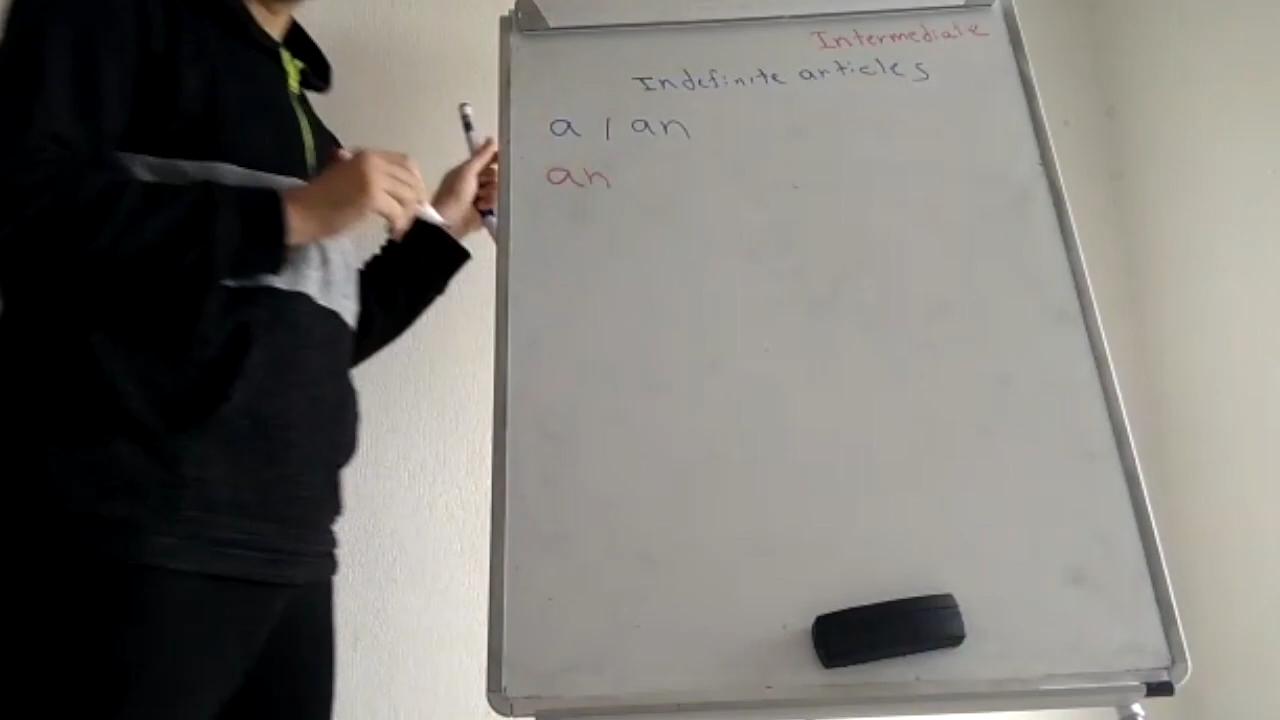 Intermediate
Indefinite articles
a / an
an